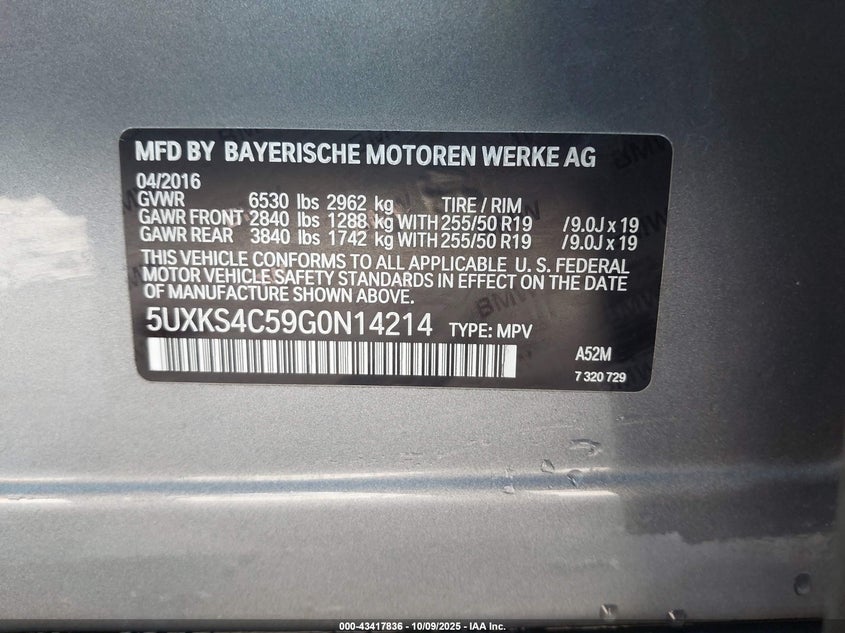 MFD BY BAYERISCHE MOTOREN WERKE AG
04/2016
GVWR 6530 lbs 2962 kg TIRE / RIM
GAWR FRONT 2840 lbs 1288 kg WITH 255/50 R19 /9.0J x 19
GAWR REAR 3840 lbs 1742 kg WITH 255/50 R19 /9.0J x 19
THIS VEHICLE CONFORMS TO ALL APPLICABLE U. S. FEDERAL
MOTOR VEHICLE SAFETY STANDARDS IN EFFECT ON THE DATE
OF MANUFACTURE SHOWN ABOVE.
5UXKS4C59G0N14214 TYPE: MPV
A52M
7 320 729
000-43417836 - 10/09/2025 - IAA Inc.